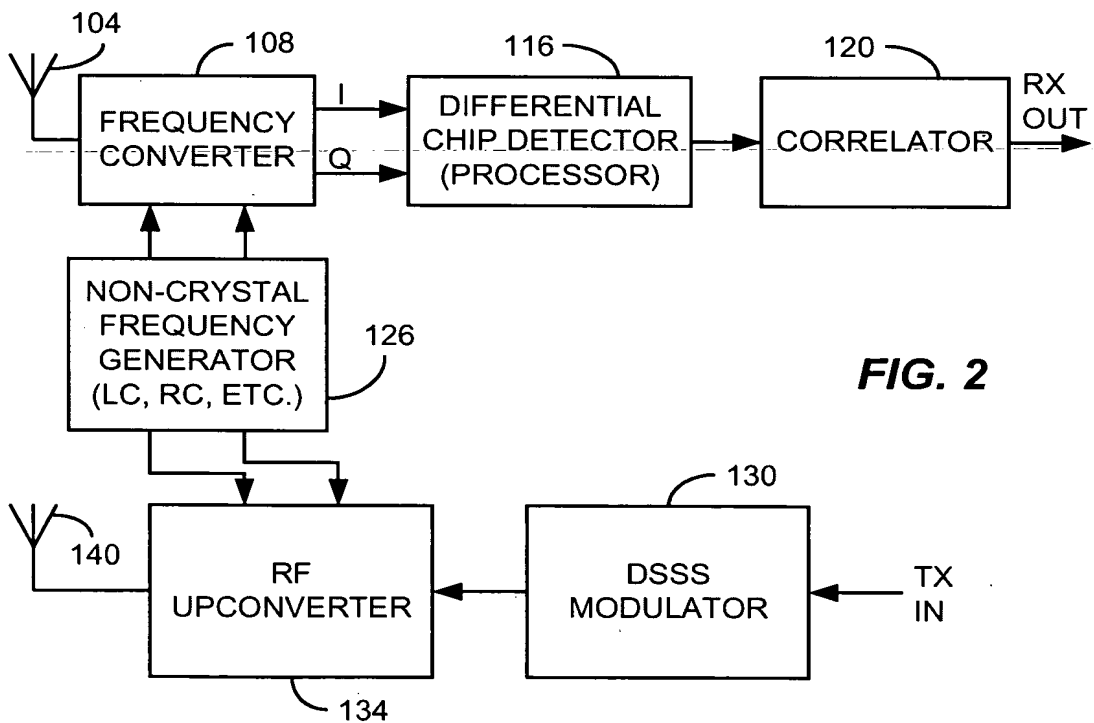 104
108
116
120
FREQUENCY
CONVERTER
I
Q
DIFFERENTIAL
CHIP DETECTOR
(PROCESSOR)
CORRELATOR
RX
OUT
NON-CRYSTAL
FREQUENCY
GENERATOR
(LC, RC, ETC.)
126
FIG. 2
140
RF
UPCONVERTER
134
130
DSSS
MODULATOR
TX
IN